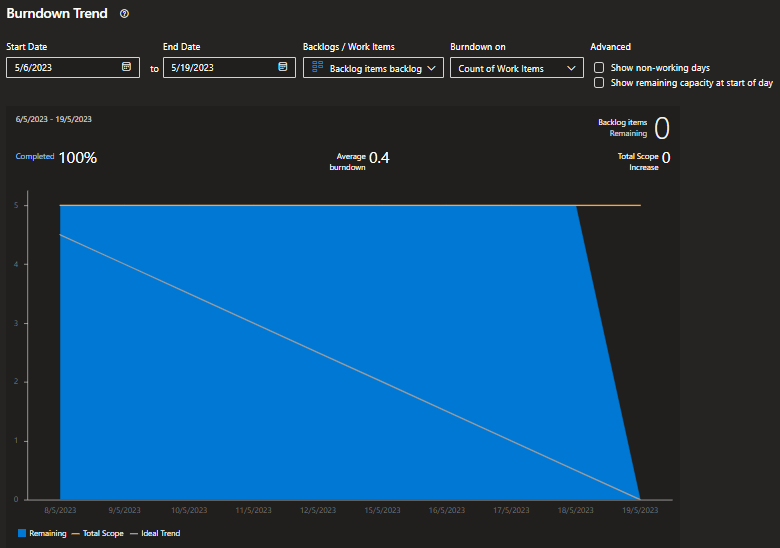 Burndown Trend
Start Date
End Date
Backlogs / Work Items
Burndown on
Advanced
5/6/2023
to
5/19/2023
Backlog items backlog
Count of Work Items
Show non-working days
Show remaining capacity at start of day
6/5/2023 - 19/5/2023
Backlog items
Remaining
0
Completed 100%
Average
burndown
0.4
Total Scope
Increase
0
5
4
3
2
1
0
8/5/2023
9/5/2023
10/5/2023
11/5/2023
12/5/2023
15/5/2023
16/5/2023
17/5/2023
18/5/2023
19/5/2023
Remaining
Total Scope
Ideal Trend